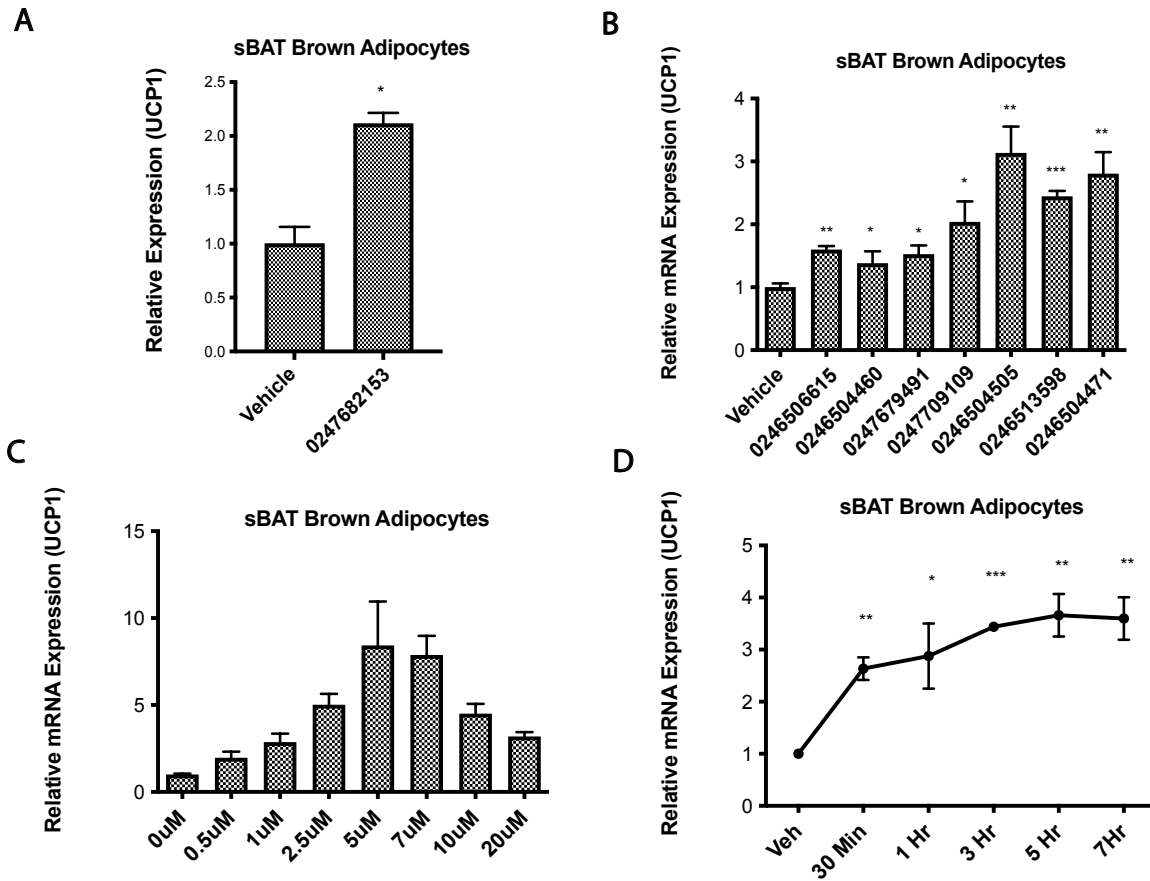 A
sBAT Brown Adipocytes
Relative Expression (UCP1)
2.5
2.0
1.5
1.0
0.5
0.0
*
Vehicle
0247682153
B
sBAT Brown Adipocytes
Relative mRNA Expression (UCP1)
4
3
2
1
0
**
*
*
*
**
***
**
Vehicle
0246506615
0246504460
0247679491
0247709109
0246504505
0246513598
0246504471
C
sBAT Brown Adipocytes
Relative mRNA Expression (UCP1)
15
10
5
0
0uM
0.5uM
1uM
2.5uM
5uM
7uM
10uM
20uM
D
sBAT Brown Adipocytes
Relative mRNA Expression (UCP1)
5
4
3
2
1
0
**
*
***
**
**
Veh
30 Min
1 Hr
3 Hr
5 Hr
7Hr